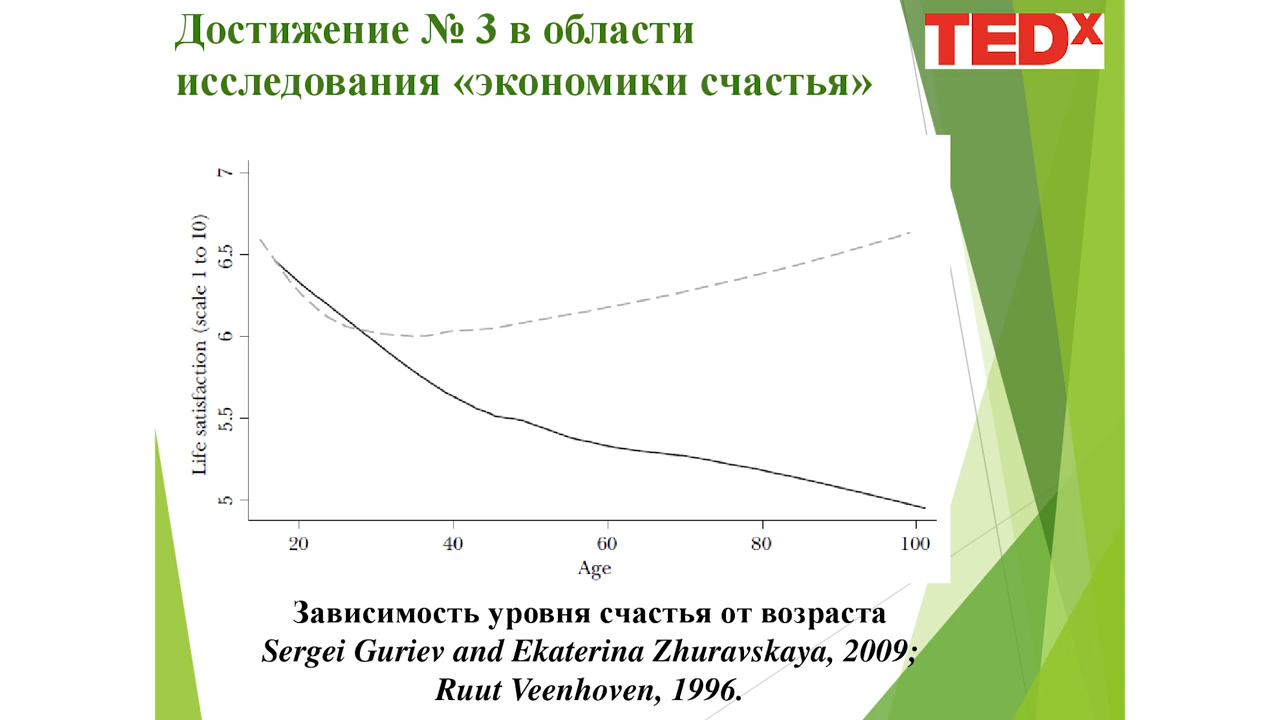 Достижение № 3 в области
исследования «экономики счастья»
TEDx
Life satisfaction (scale 1 to 10)
7
6.5
6
5.5
5
20 40 60 80 100
Age
Зависимость уровня счастья от возраста
Sergei Guriev and Ekaterina Zhuravskaya, 2009;
Ruut Veenhoven, 1996.